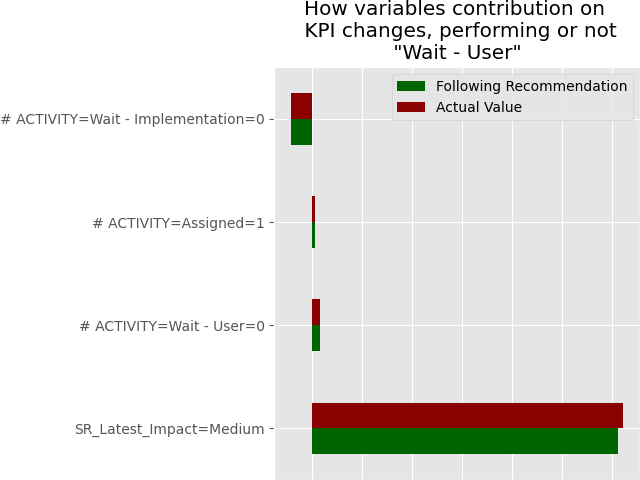 How variables contribution on
KPI changes, performing or not
"Wait - User"
Following Recommendation
Actual Value
# ACTIVITY=Wait - Implementation=0
# ACTIVITY=Assigned=1
# ACTIVITY=Wait - User=0
SR_Latest_Impact=Medium